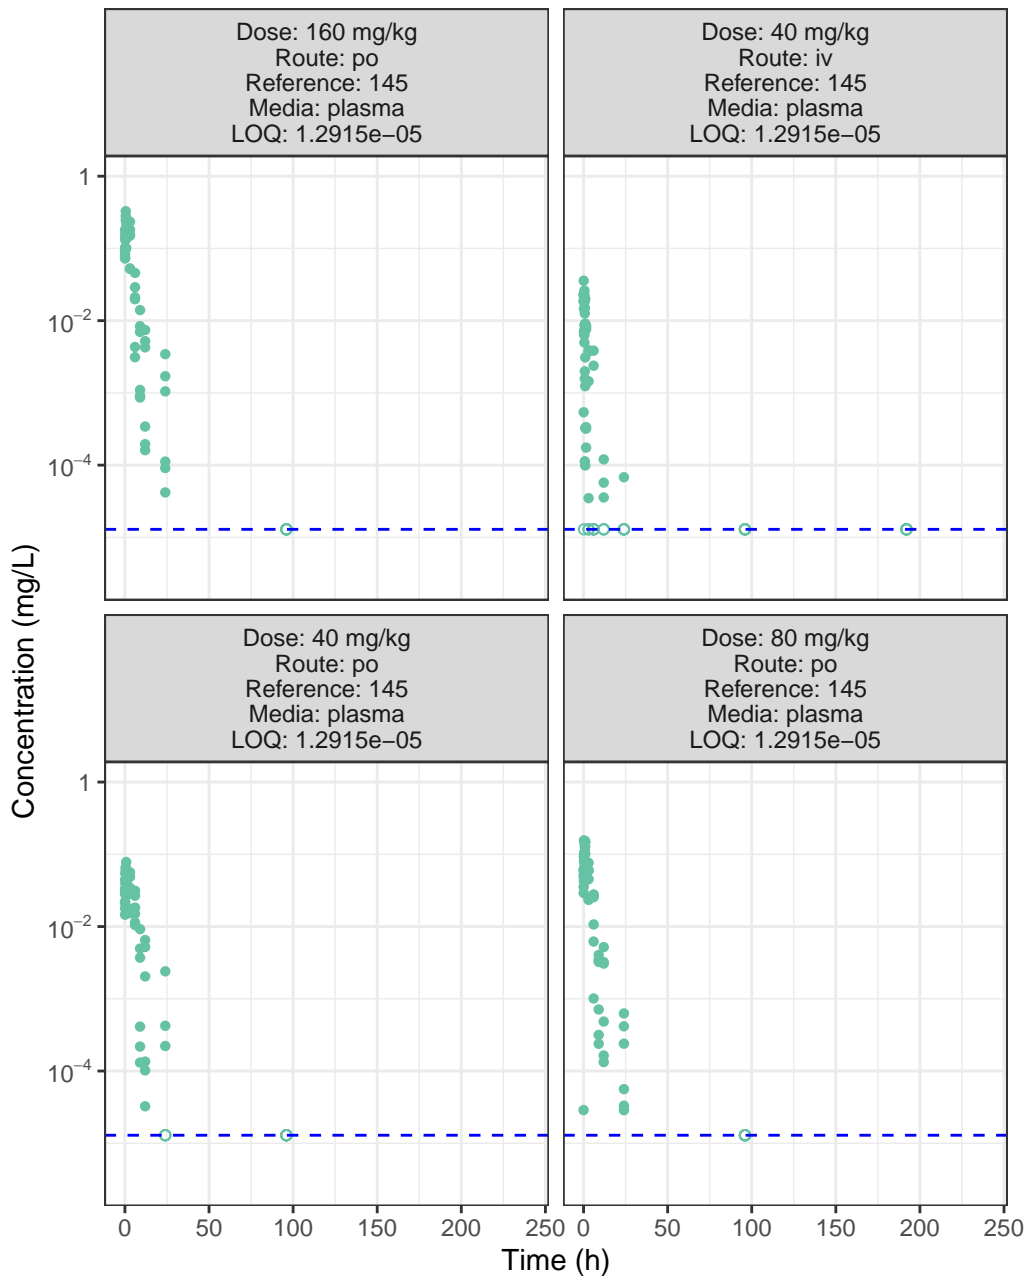 Dose: 160 mg/kg
Route: po
Reference: 145
Media: plasma
LOQ: 1.2915e−05
Dose: 40 mg/kg
Route: iv
Reference: 145
Media: plasma
LOQ: 1.2915e−05
1
10⁻²
10⁻⁴
Dose: 40 mg/kg
Route: po
Reference: 145
Media: plasma
LOQ: 1.2915e−05
Dose: 80 mg/kg
Route: po
Reference: 145
Media: plasma
LOQ: 1.2915e−05
1
10⁻²
10⁻⁴
Concentration (mg/L)
0 50 100 150 200 250 0 50 100 150 200 250
Time (h)